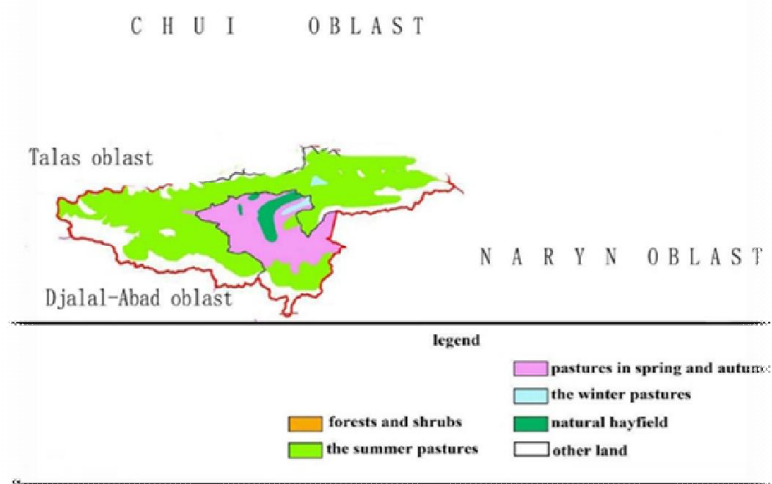 CHUI OBLAST
Talas oblast
NARYN OBLAST
Djalal-Abad oblast
legend
pastures in spring and autum
the winter pastures
forests and shrubs
natural hayfield
the summer pastures
other land